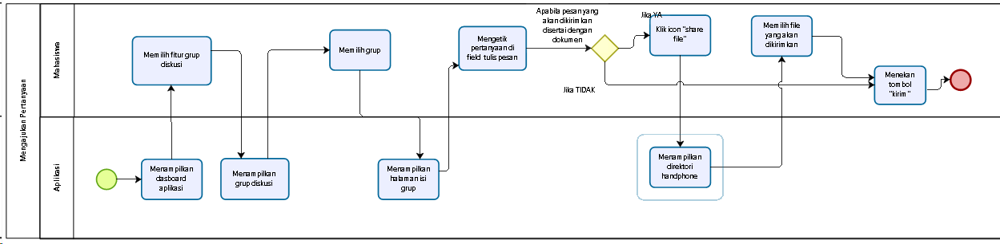 Mengajukan Pertanyaan
Mahasiswa
Aplikasi
Menampilkan
dasboard
aplikasi
Memilih fitur grup
diskusi
Menampilkan
grup diskusi
Memilih grup
Menampilkan
halaman isi
grup
Mengetik
pertanyaan di
field tulis pesan
Apabila pesan yang
akan dikirimkan
disertai dengan
dokumen
Jika YA
Jika TIDAK
Klik icon "share
file"
Menampilkan
direktori
handphone
Memilih file
yang akan
dikirimkan
Menekan
tombol
"kirim"